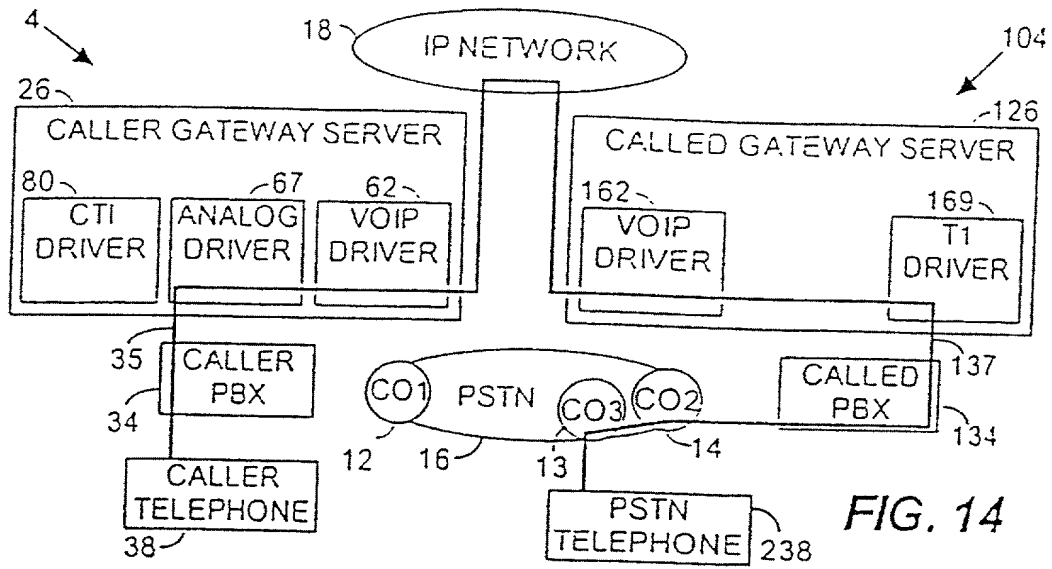 4
18
IP NETWORK
104
26
CALLER GATEWAY SERVER
126
CALLED GATEWAY SERVER
80
CTI
DRIVER
67
ANALOG
DRIVER
62
VOIP
DRIVER
162
VOIP
DRIVER
169
T1
DRIVER
35
CALLER
PBX
34
CO1
PSTN
CO3
CO2
12
16
13
14
137
CALLED
PBX
134
CALLER
TELEPHONE
38
PSTN
TELEPHONE
238
FIG. 14